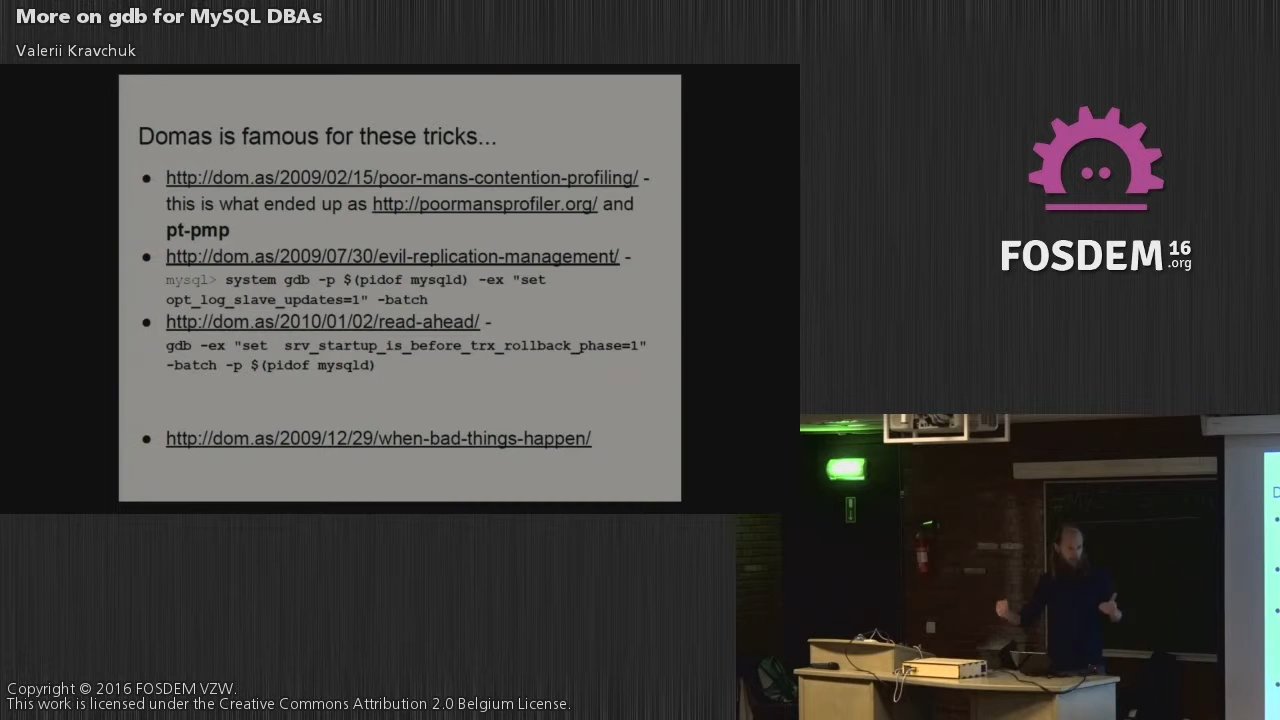 More on gdb for MySQL DBAs
Valerii Kravchuk
Domas is famous for these tricks...
● http://dom.as/2009/02/15/poor-mans-contention-profiling/ -
this is what ended up as http://poormansprofiler.org/ and
pt-pmp
● http://dom.as/2009/07/30/evil-replication-management/ -
mysql> system gdb -p $(pidof mysqld) -ex "set
opt_log_slave_updates=1" -batch
● http://dom.as/2010/01/02/read-ahead/ -
gdb -ex "set  srv_startup_is_before_trx_rollback_phase=1"
-batch -p $(pidof mysqld)
● http://dom.as/2009/12/29/when-bad-things-happen/
FOSDEM 16
.org
D
Copyright © 2016 FOSDEM VZW.
This work is licensed under the Creative Commons Attribution 2.0 Belgium License.